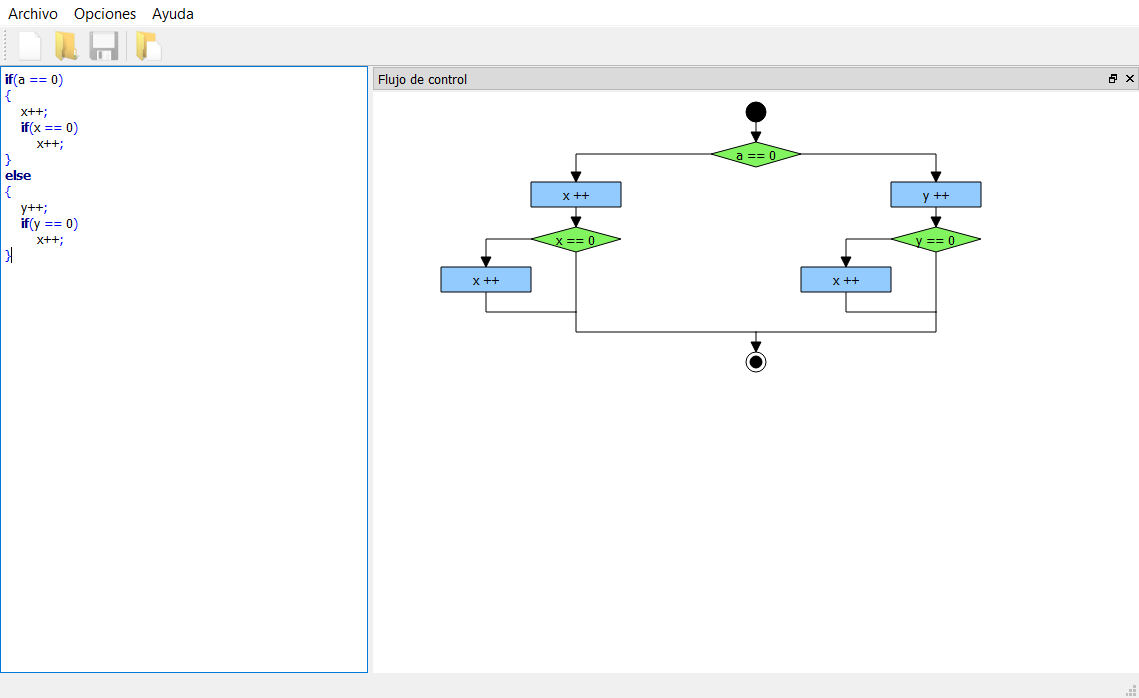 Archivo Opciones Ayuda
if(a == 0)
{
    x++;
    if(x == 0)
        x++;
}
else
{
    y++;
    if(y == 0)
        x++;
}
Flujo de control
a == 0
x ++
y ++
x == 0
y == 0
x ++
x ++